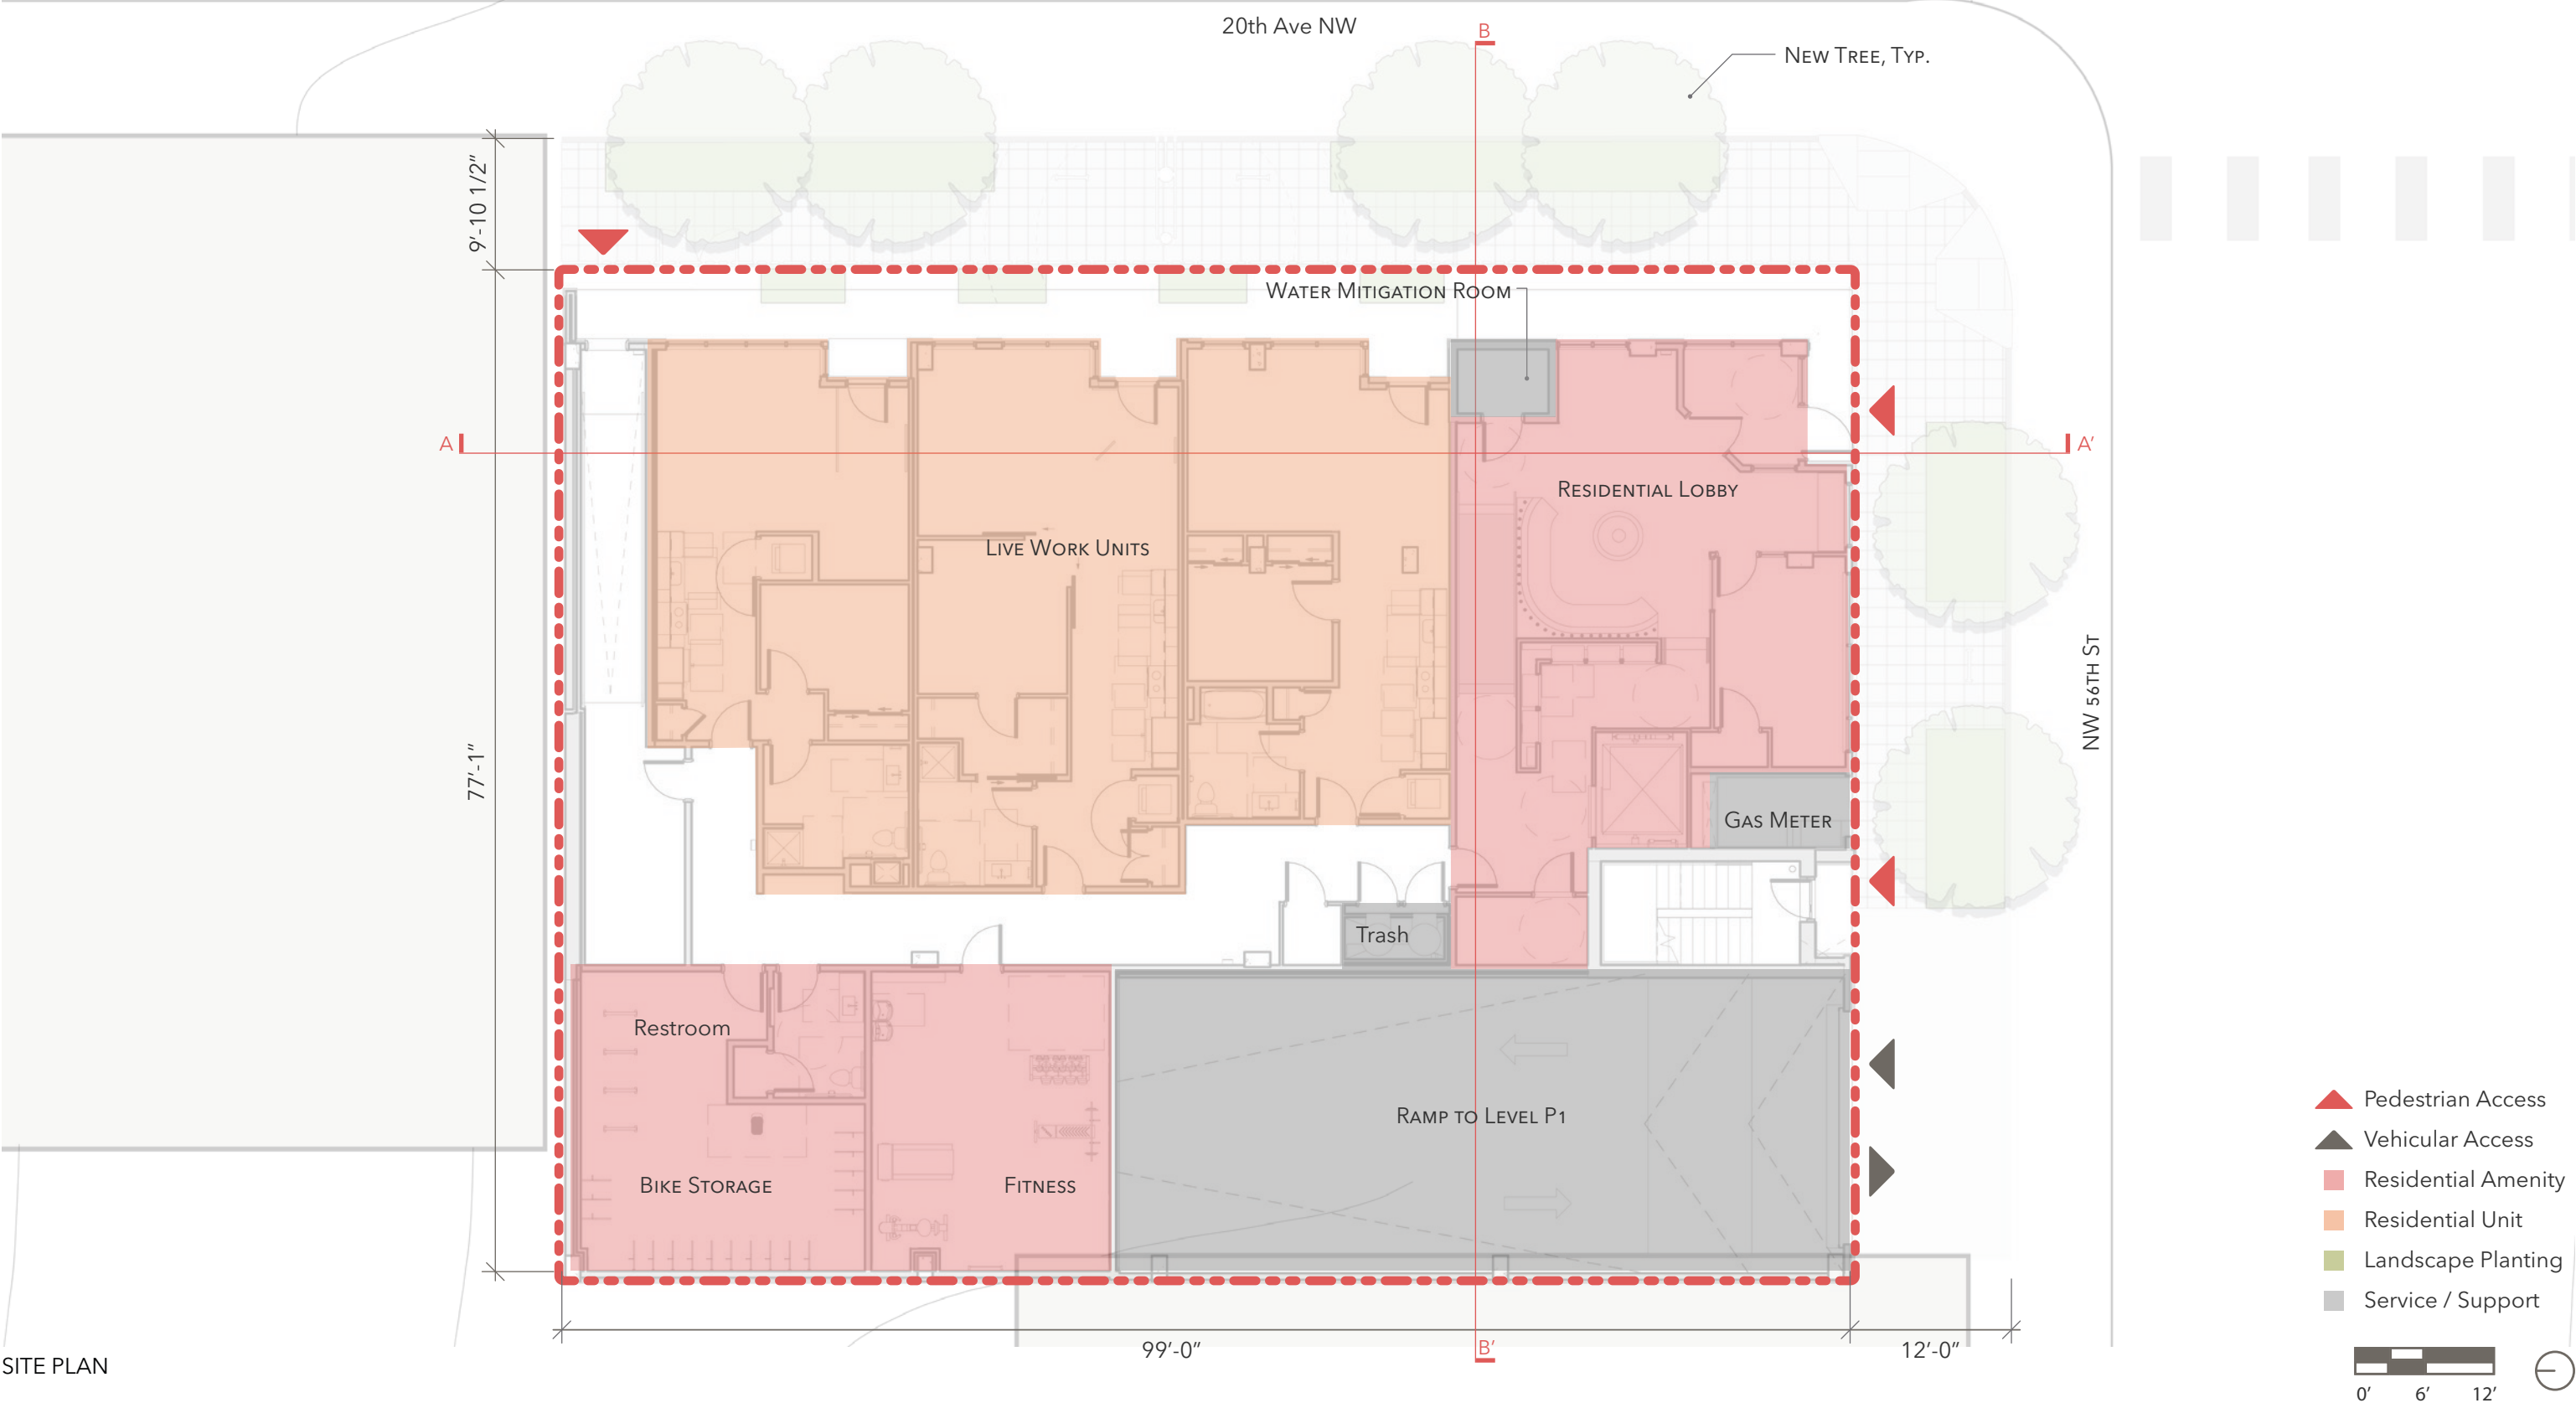 20th Ave NW
B
New Tree, Typ.
9'-10 1/2"
Water Mitigation Room
A
A'
Residential Lobby
Live Work Units
NW 56th St
77'-1"
Gas Meter
Trash
Restroom
Ramp to Level P1
Bike Storage
Fitness
Pedestrian Access
Vehicular Access
Residential Amenity
Residential Unit
Landscape Planting
Service / Support
99'-0"
B'
12'-0"
SITE PLAN
0' 6' 12'